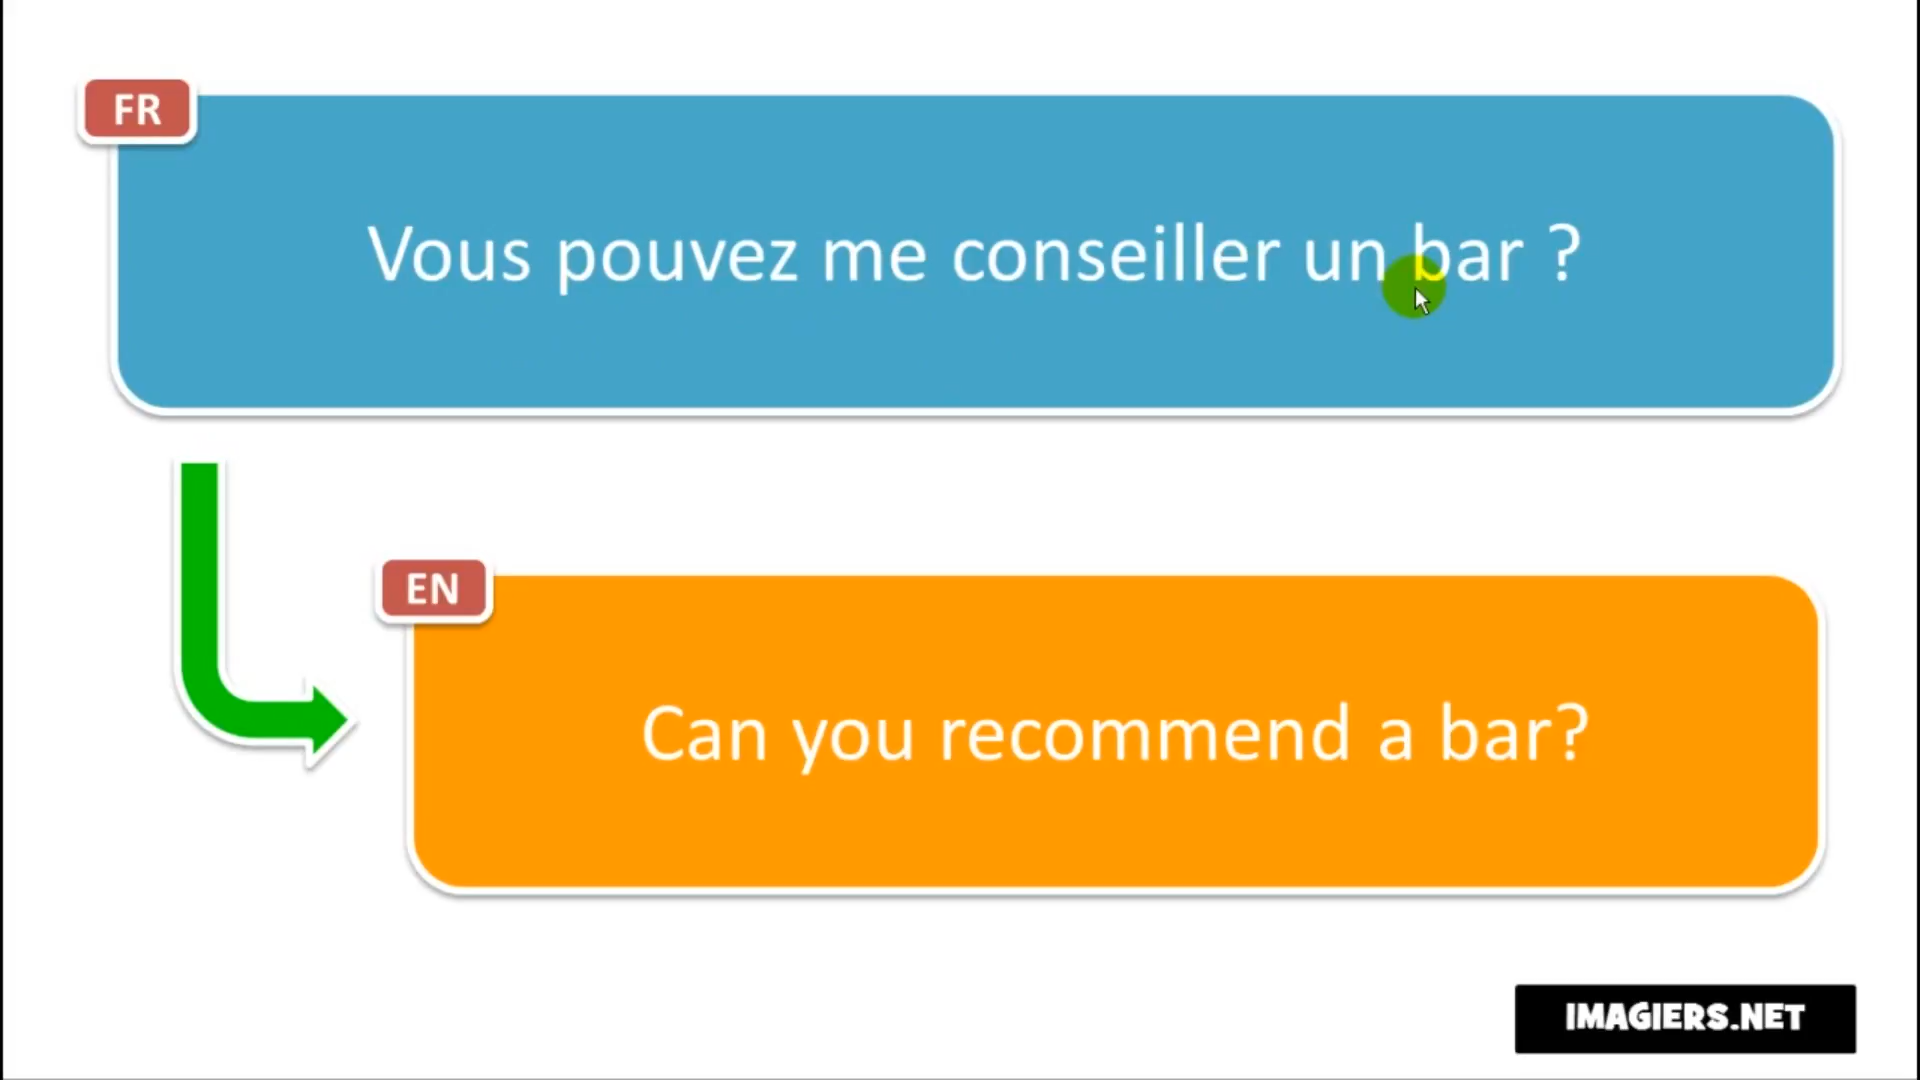 FR
Vous pouvez me conseiller un bar ?
EN
Can you recommend a bar?
IMAGIERS.NET